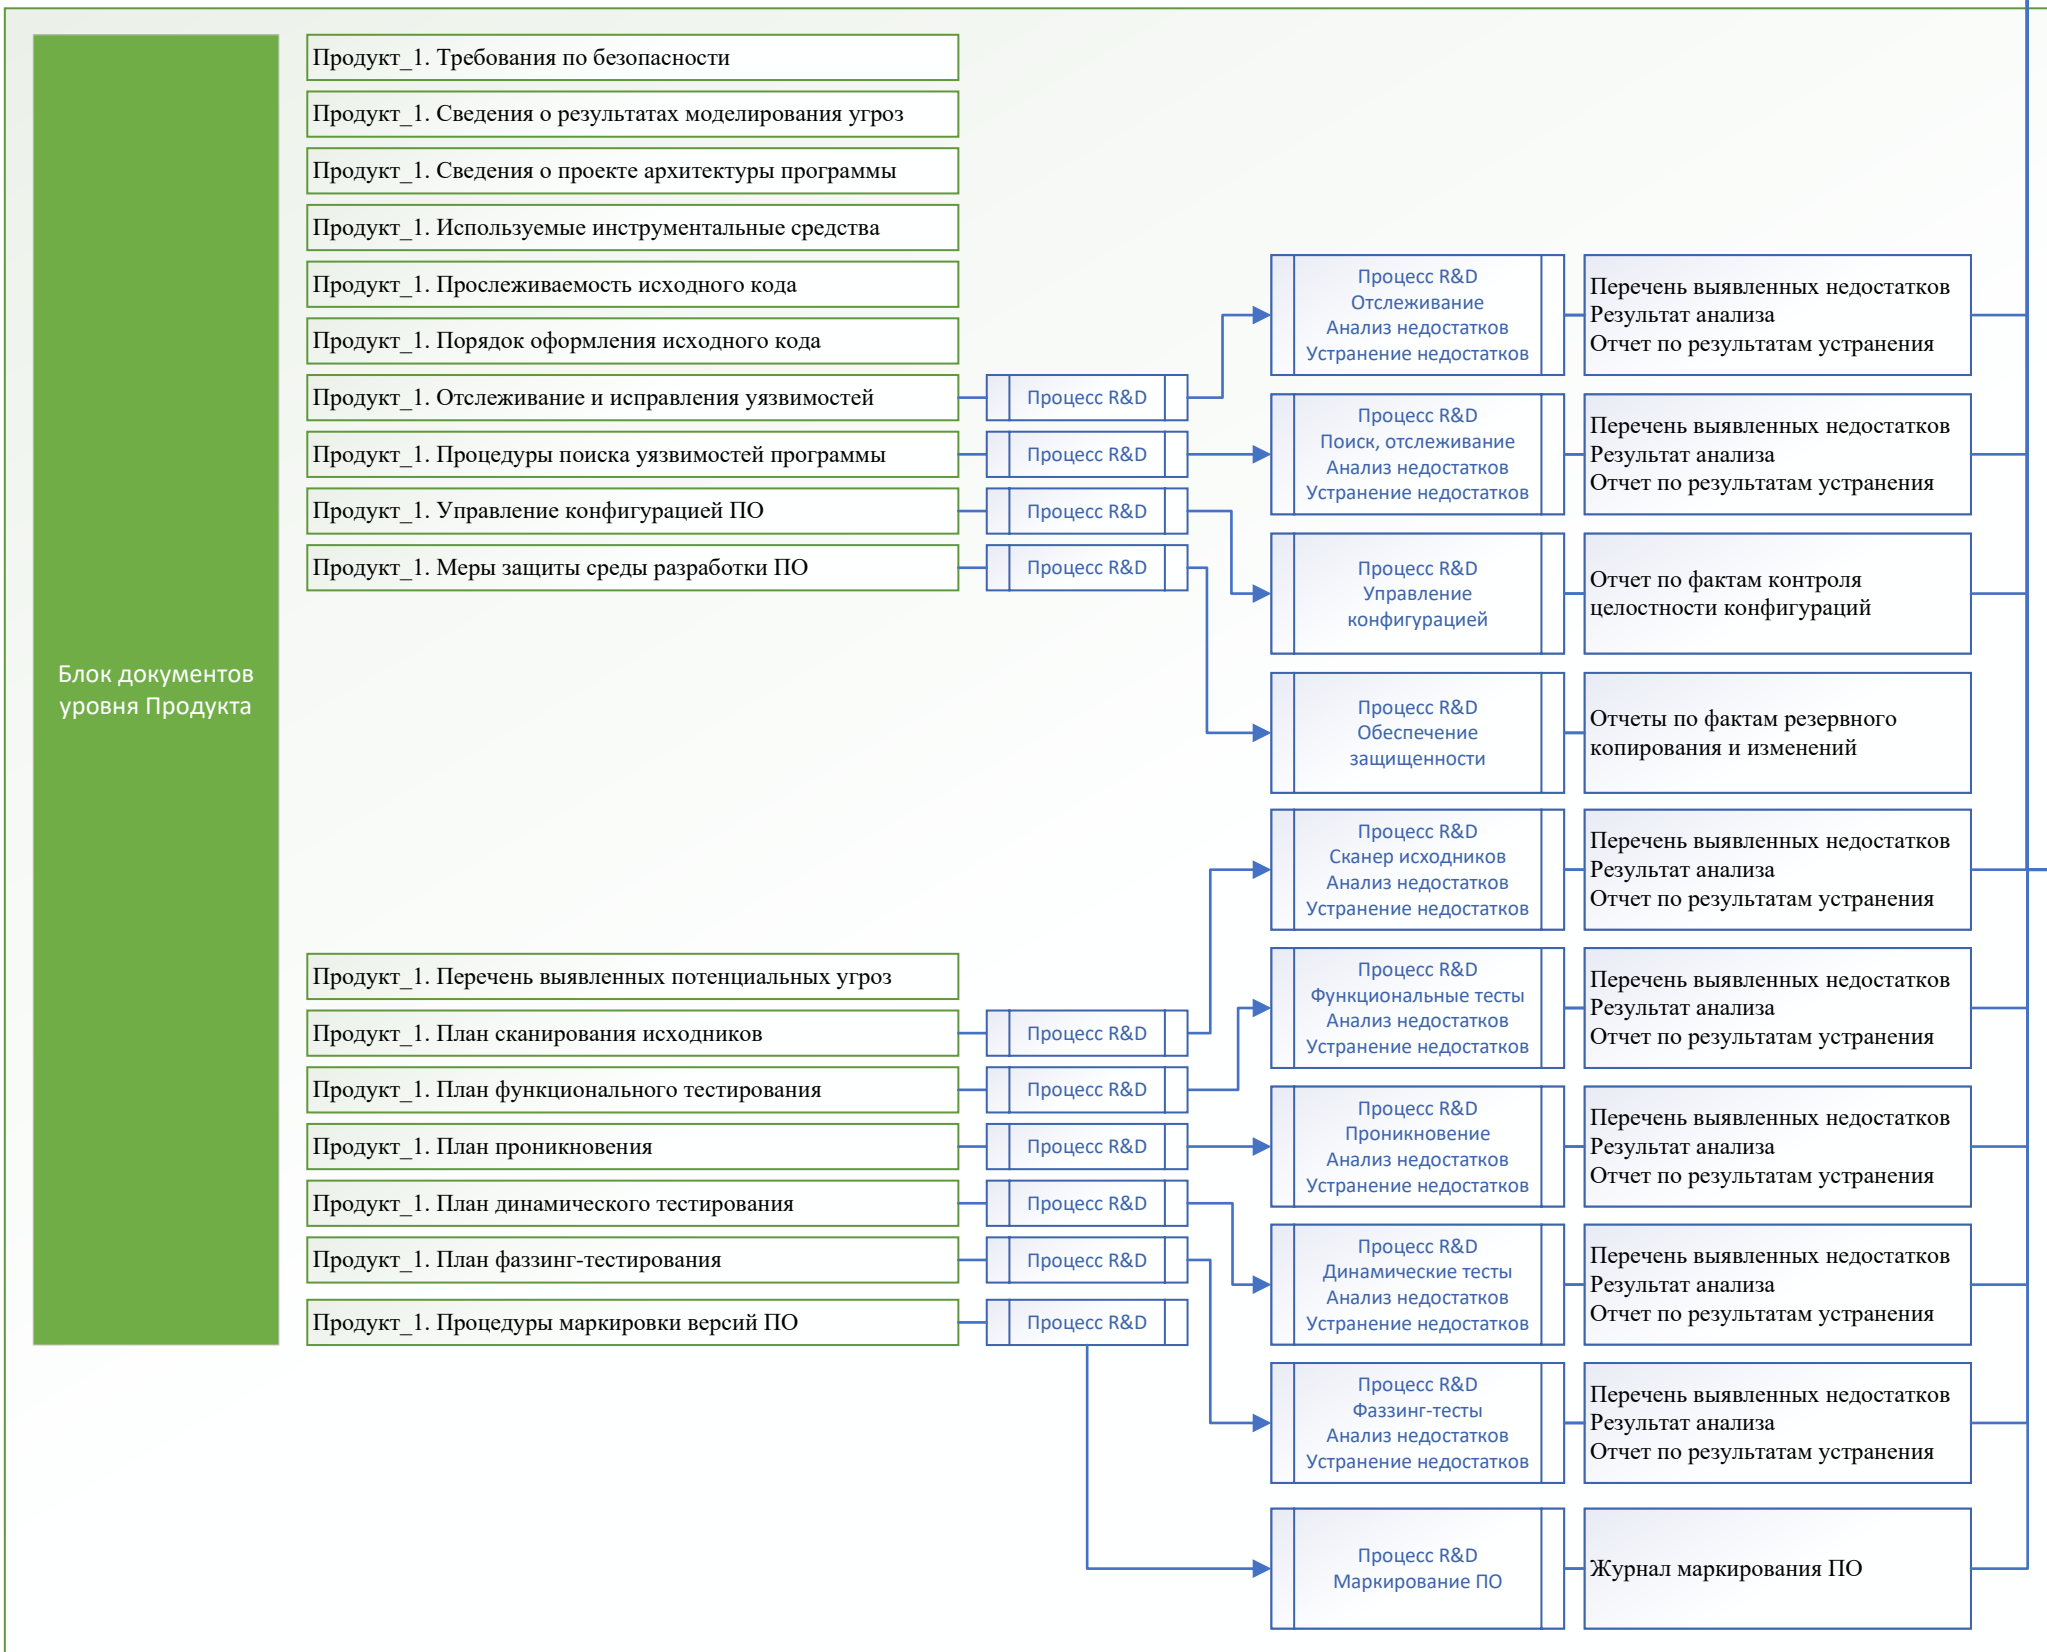 Блок документов
уровня Продукта
Продукт_1. Требования по безопасности
Продукт_1. Сведения о результатах моделирования угроз
Продукт_1. Сведения о проекте архитектуры программы
Продукт_1. Используемые инструментальные средства
Продукт_1. Прослеживаемость исходного кода
Продукт_1. Порядок оформления исходного кода
Продукт_1. Отслеживание и исправления уязвимостей
Продукт_1. Процедуры поиска уязвимостей программы
Продукт_1. Управление конфигурацией ПО
Продукт_1. Меры защиты среды разработки ПО
Продукт_1. Перечень выявленных потенциальных угроз
Продукт_1. План сканирования исходников
Продукт_1. План функционального тестирования
Продукт_1. План проникновения
Продукт_1. План динамического тестирования
Продукт_1. План фаззинг-тестирования
Продукт_1. Процедуры маркировки версий ПО
Процесс R&D
Процесс R&D
Процесс R&D
Процесс R&D
Процесс R&D
Процесс R&D
Процесс R&D
Процесс R&D
Процесс R&D
Процесс R&D
Процесс R&D
Отслеживание
Анализ недостатков
Устранение недостатков
Перечень выявленных недостатков
Результат анализа
Отчет по результатам устранения
Процесс R&D
Поиск, отслеживание
Анализ недостатков
Устранение недостатков
Перечень выявленных недостатков
Результат анализа
Отчет по результатам устранения
Процесс R&D
Управление
конфигурацией
Отчет по фактам контроля
целостности конфигураций
Процесс R&D
Обеспечение
защищенности
Отчеты по фактам резервного
копирования и изменений
Процесс R&D
Сканер исходников
Анализ недостатков
Устранение недостатков
Перечень выявленных недостатков
Результат анализа
Отчет по результатам устранения
Процесс R&D
Функциональные тесты
Анализ недостатков
Устранение недостатков
Перечень выявленных недостатков
Результат анализа
Отчет по результатам устранения
Процесс R&D
Проникновение
Анализ недостатков
Устранение недостатков
Перечень выявленных недостатков
Результат анализа
Отчет по результатам устранения
Процесс R&D
Динамические тесты
Анализ недостатков
Устранение недостатков
Перечень выявленных недостатков
Результат анализа
Отчет по результатам устранения
Процесс R&D
Фаззинг-тесты
Анализ недостатков
Устранение недостатков
Перечень выявленных недостатков
Результат анализа
Отчет по результатам устранения
Процесс R&D
Маркирование ПО
Журнал маркирования ПО